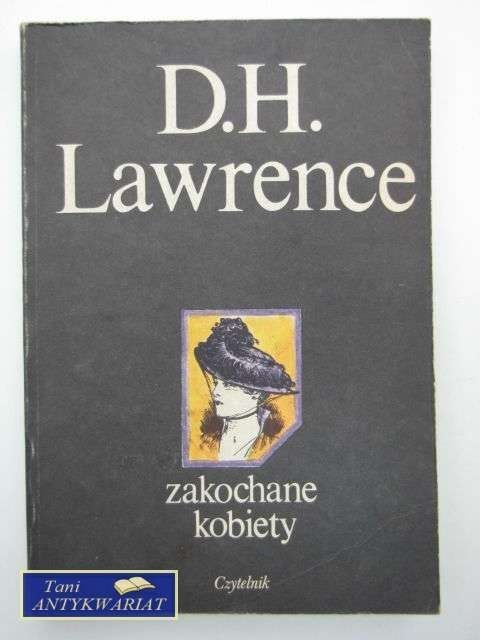 D.H.
Lawrence
zakochane
kobiety
Czytelnik
Tani
ANTYKWARIAT